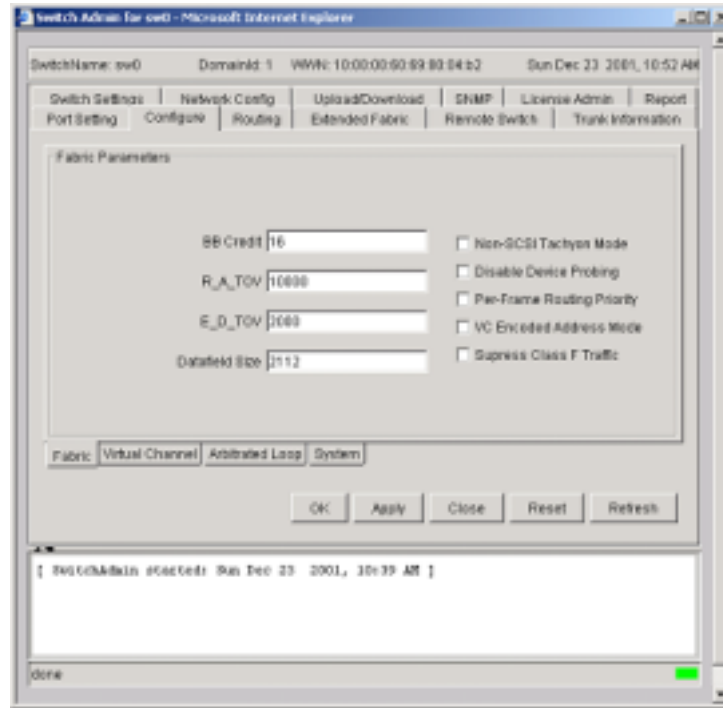 Switch Admin for sw0 - Microsoft Internet Explorer
SwitchName: sw0 DomainId: 1 WWN: 10:00:00:60:69:80:04:b2 Sun Dec 23 2001, 10:52 AM
Switch Settings Network Config Upload/Download SNMP License Admin Report
Port Setting Configure Routing Extended Fabric Remote Switch Trunk Information
Fabric Parameters
BB Credit 16
R_A_TOV 10000
E_D_TOV 2000
Datafield Size 2112
Non-SCSI Tachyon Mode
Disable Device Probing
Per-Frame Routing Priority
VC Encoded Address Mode
Supress Class F Traffic
Fabric Virtual Channel Arbitrated Loop System
OK Apply Close Reset Refresh
[ SwitchAdmin started: Sun Dec 23 2001, 10:39 AM ]
done